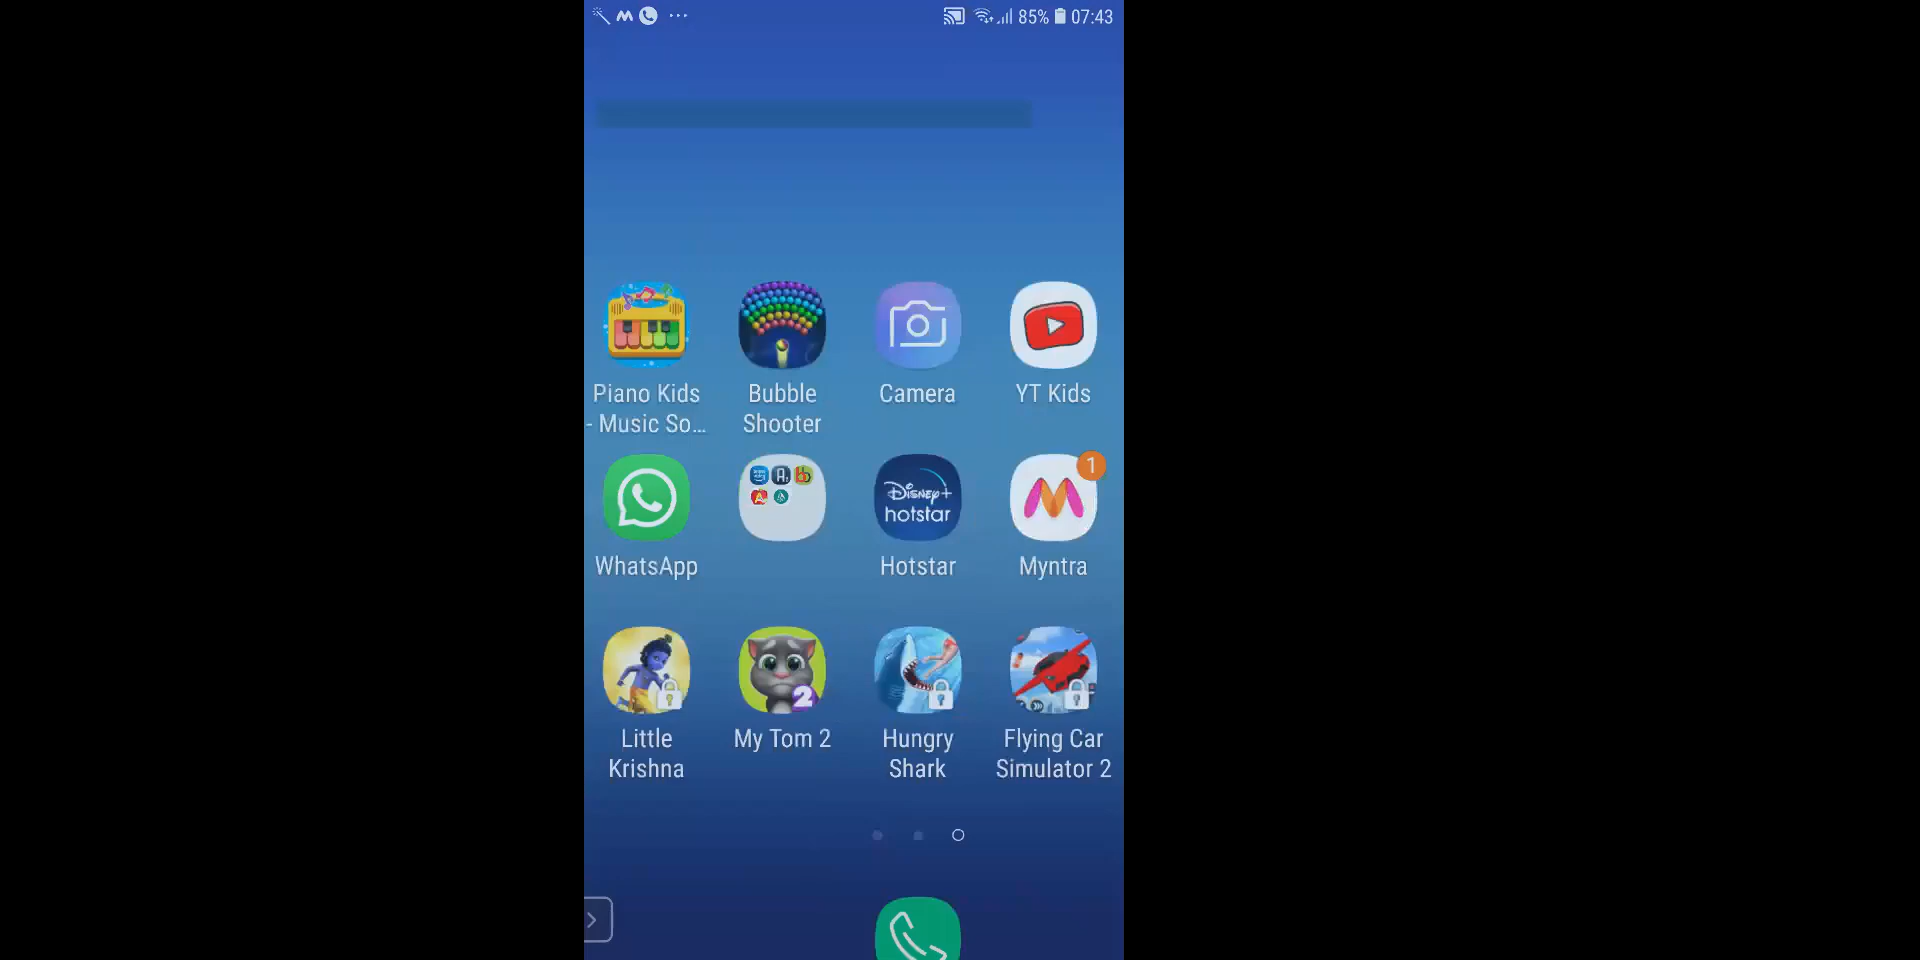 85% 07:43
Piano Kids
- Music So...
Bubble
Shooter
Camera
YT Kids
WhatsApp
Disney+
hotstar
Hotstar
1
Myntra
2
Little
Krishna
My Tom 2
Hungry
Shark
Flying Car
Simulator 2